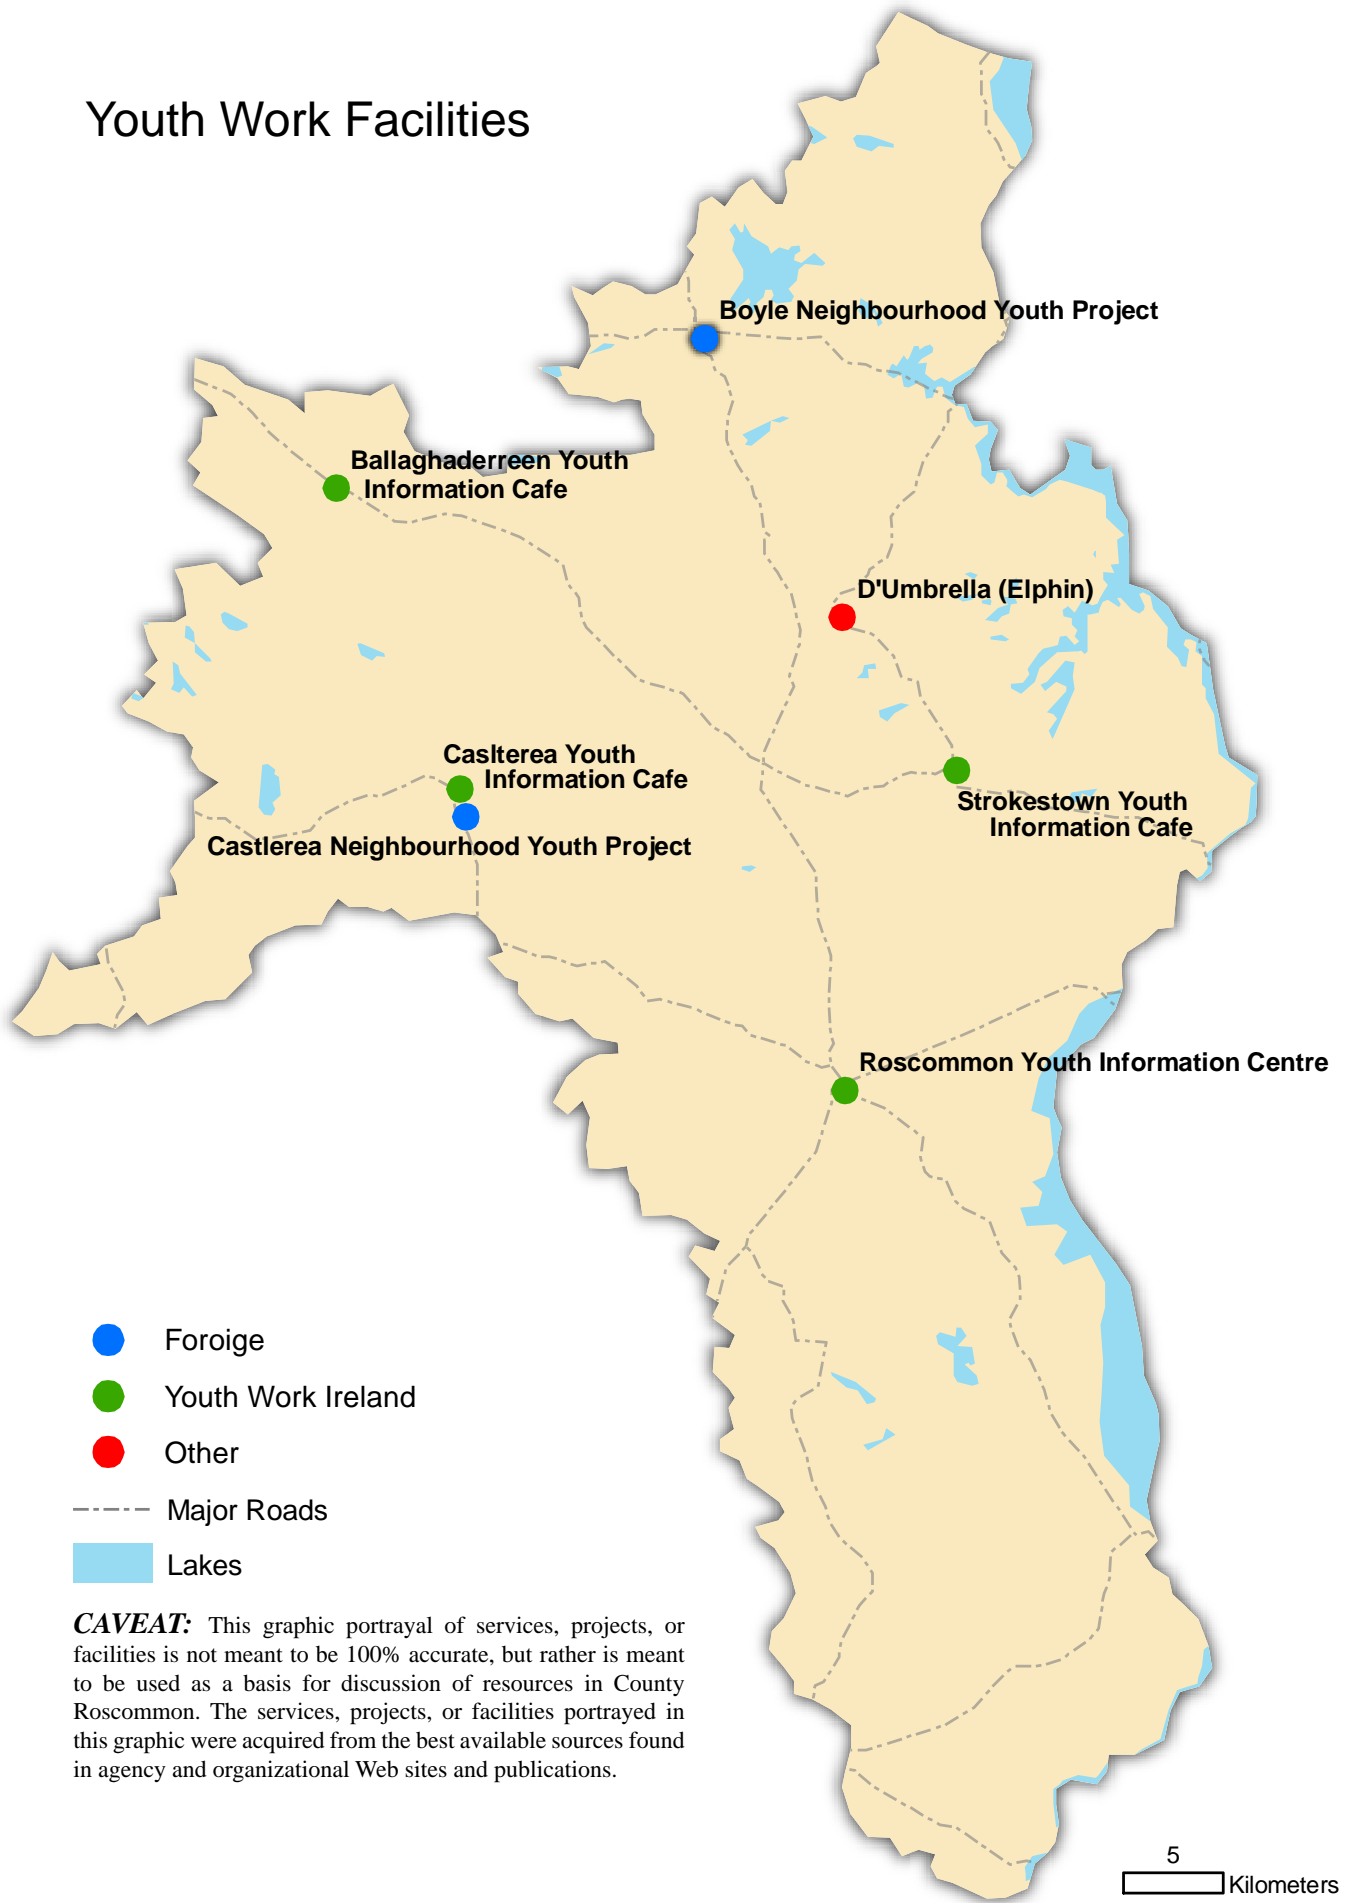 Youth Work Facilities
Boyle Neighbourhood Youth Project
Ballaghaderreen Youth
Information Cafe
D'Umbrella (Elphin)
Caslterea Youth
Information Cafe
Strokestown Youth
Information Cafe
Castlerea Neighbourhood Youth Project
Roscommon Youth Information Centre
Foroige
Youth Work Ireland
Other
Major Roads
Lakes
CAVEAT: This graphic portrayal of services, projects, or
facilities is not meant to be 100% accurate, but rather is meant
to be used as a basis for discussion of resources in County
Roscommon. The services, projects, or facilities portrayed in
this graphic were acquired from the best available sources found
in agency and organizational Web sites and publications.
5
Kilometers